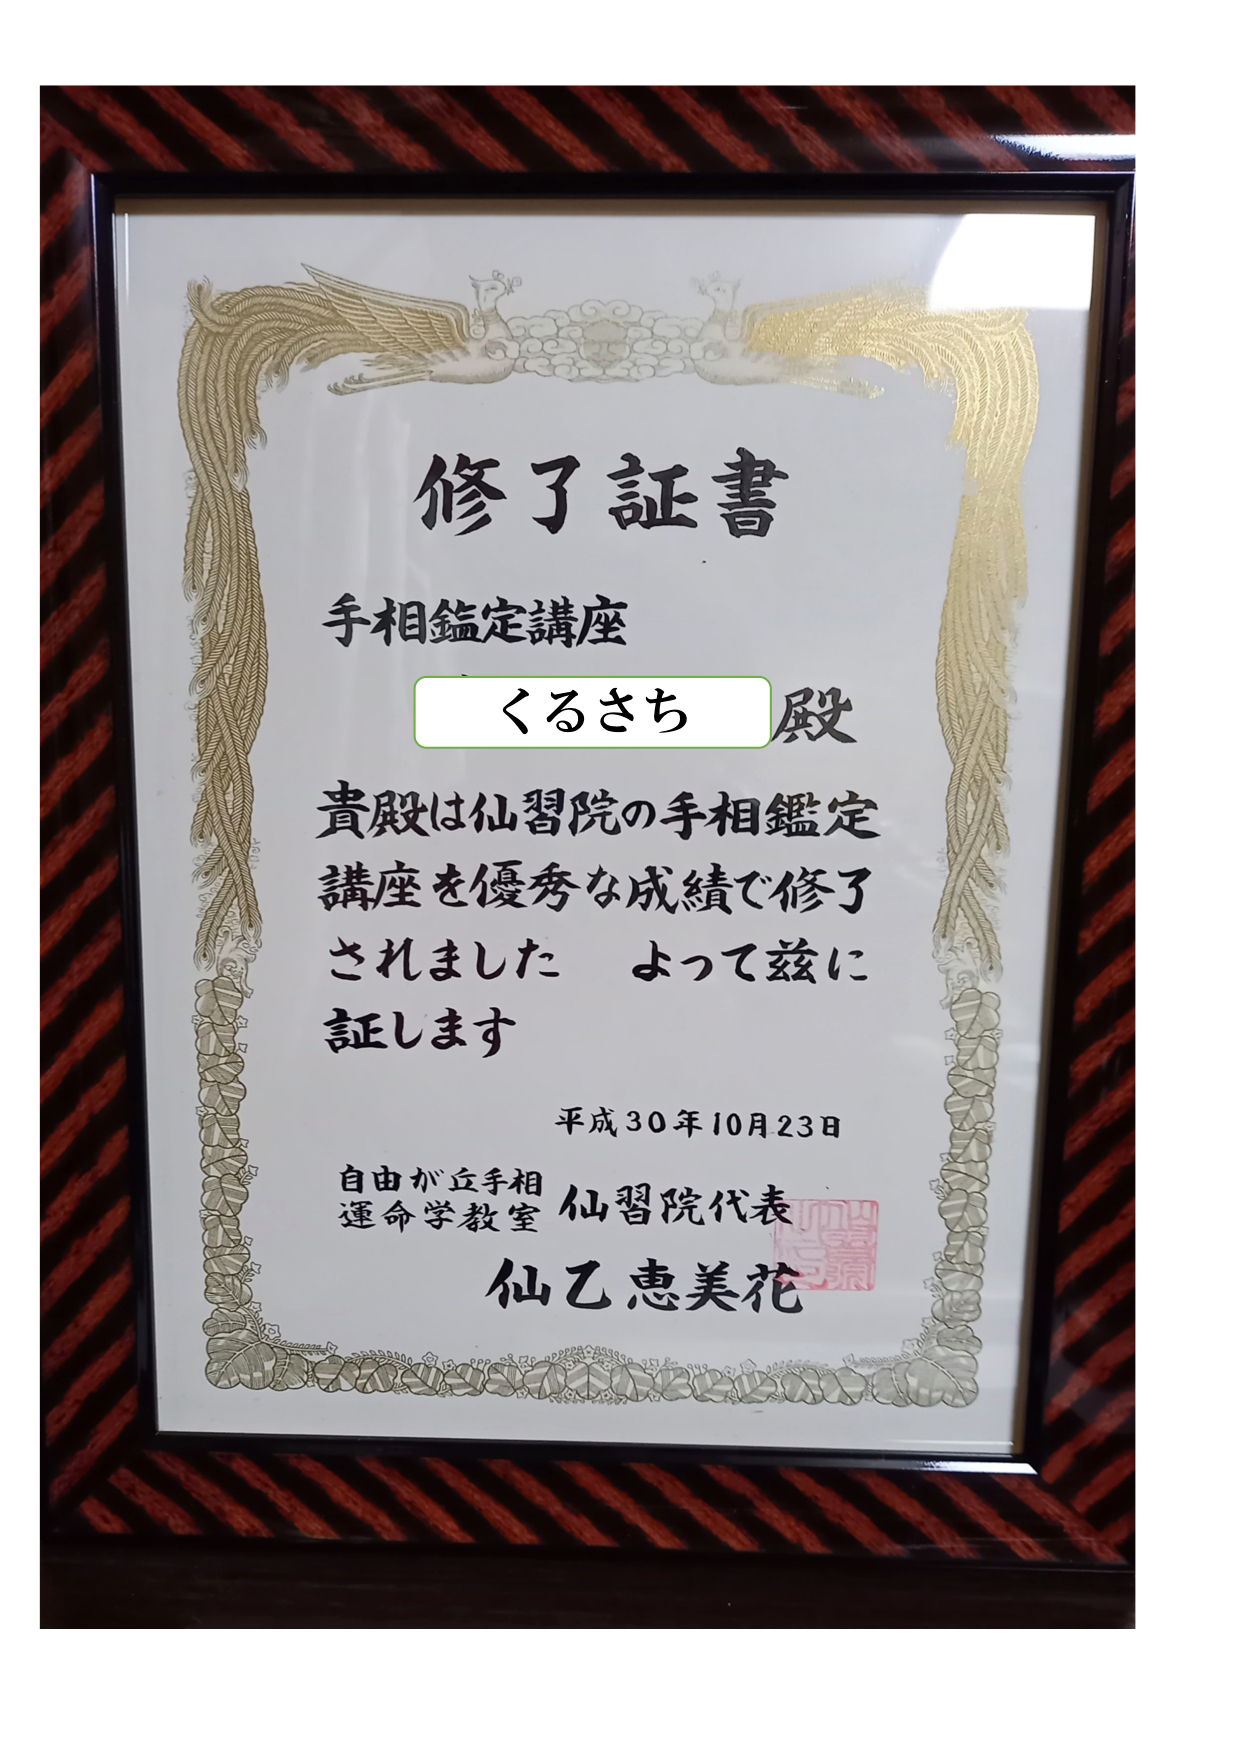 修了証書
手相鑑定講座
くるさち 殿
貴殿は仙習院の手相鑑定
講座を優秀な成績で修了
されました　よって茲に
証します
平成30年10月23日
自由が丘手相
運命学教室
仙習院代表
仙乙恵美花